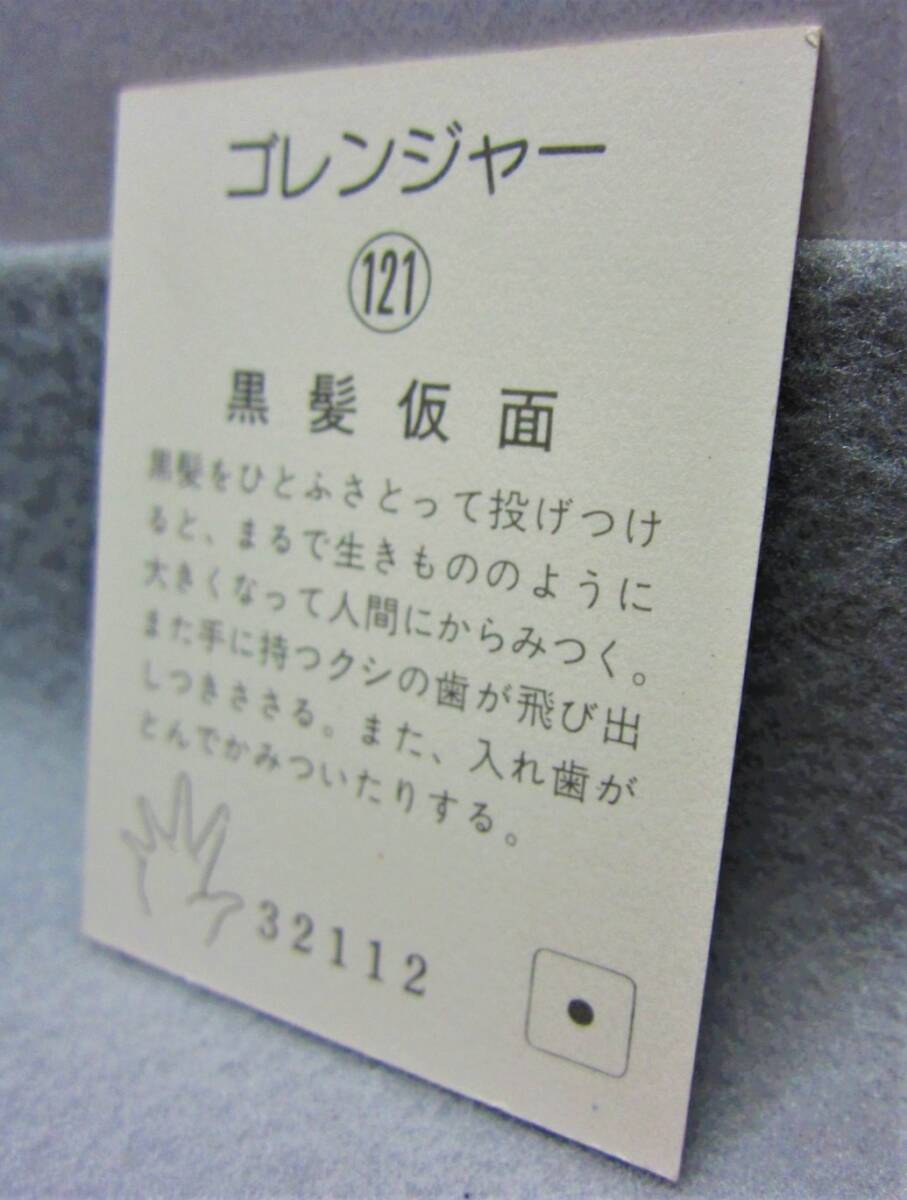 ゴレンジャー
121
黒髪仮面
黒髪をひとふさとって投げつけ
ると、まるで生きもののように
大きくなって人間にからみつく。
また手に持つクシの歯が飛び出
しつきささる。また、入れ歯が
とんでかみついたりする。
32112